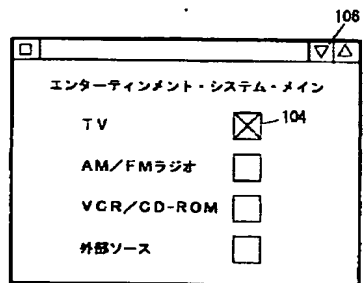 106
エンターティンメント・システム・メイン
TV 104
AM/FMラジオ
VCR/CD-ROM
外部ソース